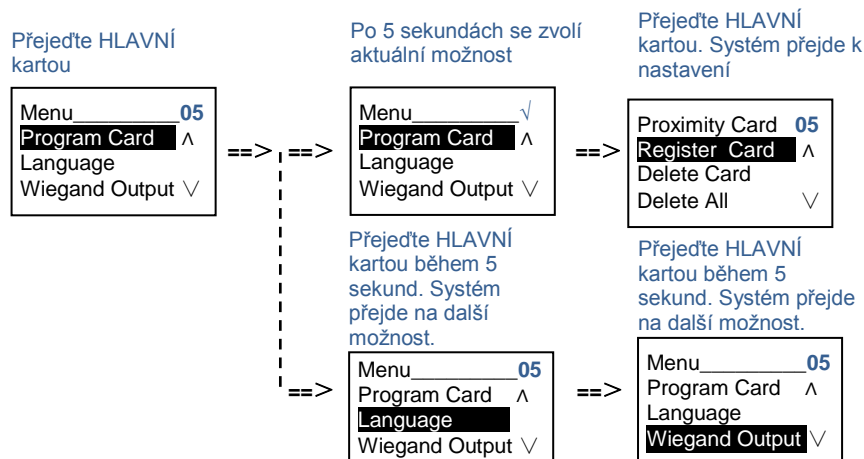 Přejeďte HLAVNÍ
kartou
Menu_________05
Program Card ∧
Language
Wiegand Output ∨
==>
==>
Po 5 sekundách se zvolí
aktuální možnost
Menu_________√
Program Card ∧
Language
Wiegand Output ∨
==>
Přejeďte HLAVNÍ
kartou. Systém přejde k
nastavení
Proximity Card 05
Register Card ∧
Delete Card
Delete All ∨
==>
Přejeďte HLAVNÍ
kartou během 5
sekund. Systém
přejde na další
možnost.
Menu_________05
Program Card ∧
Language
Wiegand Output ∨
==>
Přejeďte HLAVNÍ
kartou během 5
sekund. Systém přejde
na další možnost.
Menu_________05
Program Card ∧
Language
Wiegand Output ∨